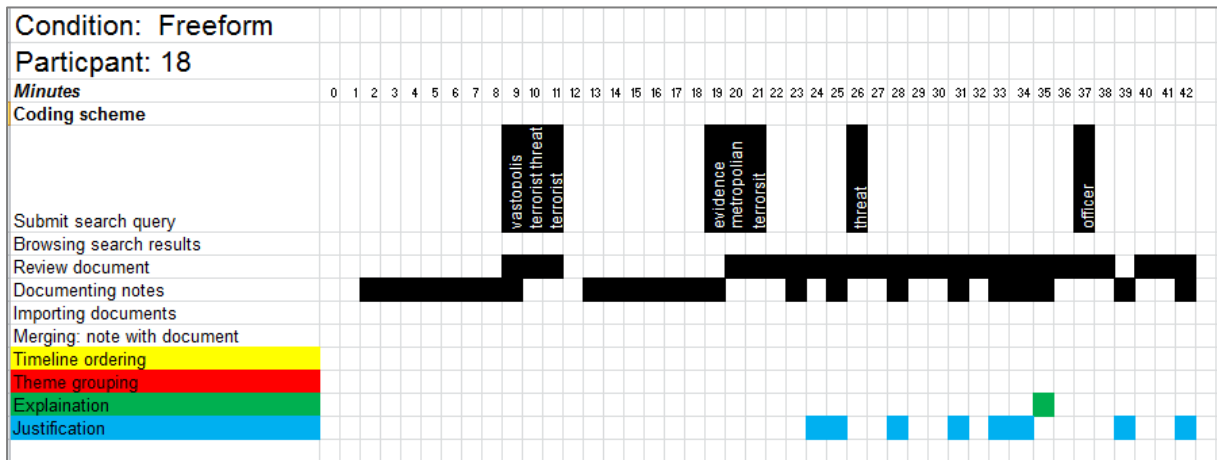 Condition: Freeform
Particpant: 18
Minutes 0 1 2 3 4 5 6 7 8 9 10 11 12 13 14 15 16 17 18 19 20 21 22 23 24 25 26 27 28 29 30 31 32 33 34 35 36 37 38 39 40 41 42
Coding scheme
vastopolis
terrorist threat
terrorist
evidence
metropolian
terrorsit
threat
officer
Submit search query
Browsing search results
Review document
Documenting notes
Importing documents
Merging: note with document
Timeline ordering
Theme grouping
Explaination
Justification